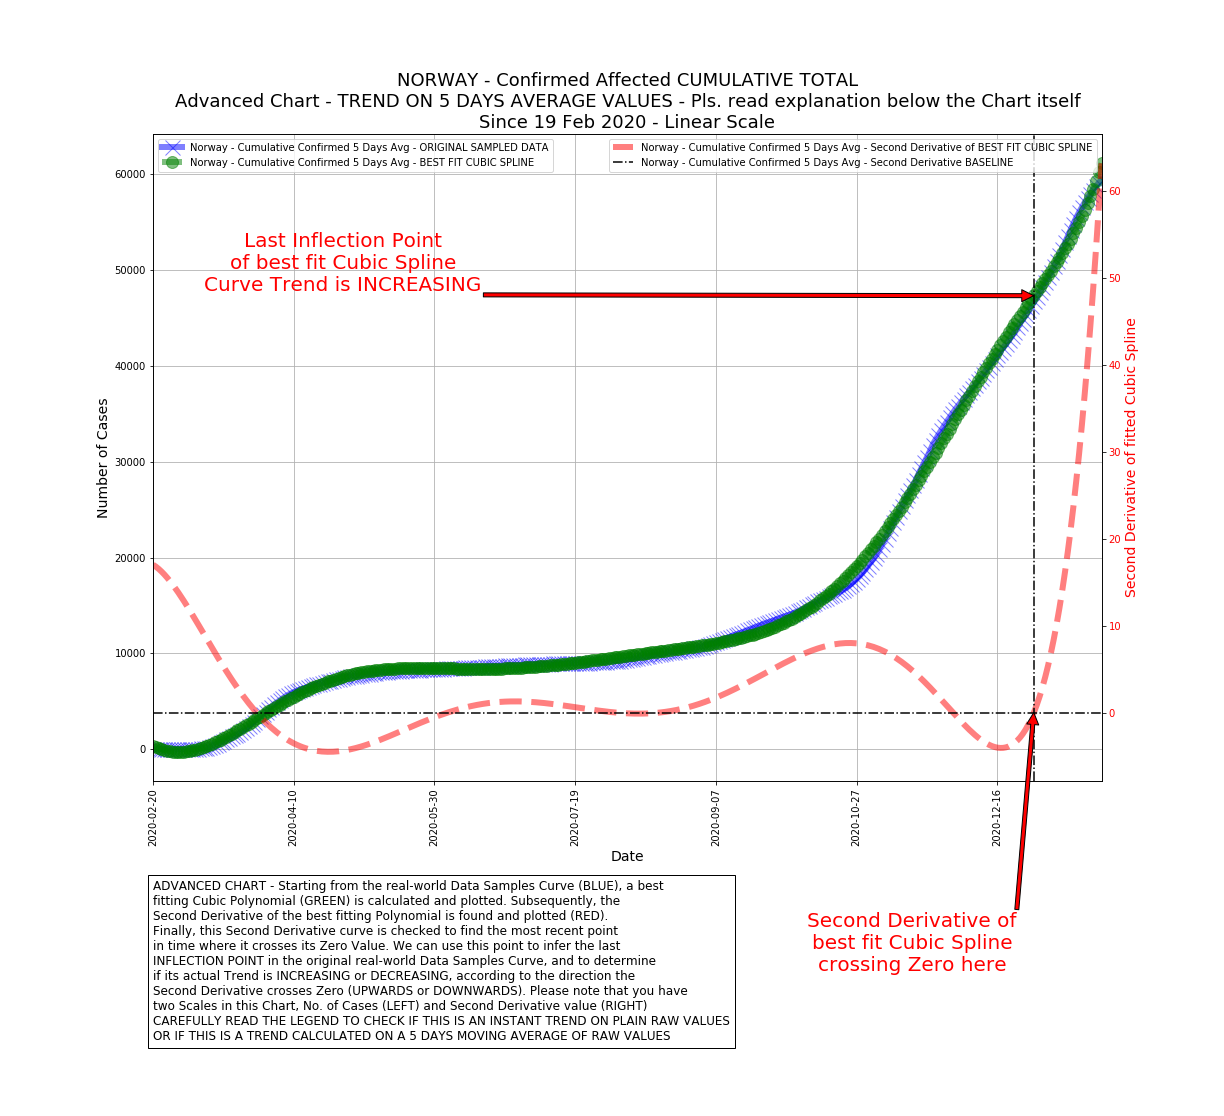 NORWAY - Confirmed Affected CUMULATIVE TOTAL
Advanced Chart - TREND ON 5 DAYS AVERAGE VALUES - Pls. read explanation below the Chart itself
Since 19 Feb 2020 - Linear Scale
Norway - Cumulative Confirmed 5 Days Avg - ORIGINAL SAMPLED DATA
Norway - Cumulative Confirmed 5 Days Avg - BEST FIT CUBIC SPLINE
Norway - Cumulative Confirmed 5 Days Avg - Second Derivative of BEST FIT CUBIC SPLINE
Norway - Cumulative Confirmed 5 Days Avg - Second Derivative BASELINE
Last Inflection Point
of best fit Cubic Spline
Curve Trend is INCREASING
Number of Cases
60000
50000
40000
30000
20000
10000
0
60
50
40
30
20
10
0
Second Derivative of fitted Cubic Spline
2020-02-20
2020-04-10
2020-05-30
2020-07-19
2020-09-07
2020-10-27
2020-12-16
Date
ADVANCED CHART - Starting from the real-world Data Samples Curve (BLUE), a best
fitting Cubic Polynomial (GREEN) is calculated and plotted. Subsequently, the
Second Derivative of the best fitting Polynomial is found and plotted (RED).
Finally, this Second Derivative curve is checked to find the most recent point
in time where it crosses its Zero Value. We can use this point to infer the last
INFLECTION POINT in the original real-world Data Samples Curve, and to determine
if its actual Trend is INCREASING or DECREASING, according to the direction the
Second Derivative crosses Zero (UPWARDS or DOWNWARDS). Please note that you have
two Scales in this Chart, No. of Cases (LEFT) and Second Derivative value (RIGHT)
CAREFULLY READ THE LEGEND TO CHECK IF THIS IS AN INSTANT TREND ON PLAIN RAW VALUES
OR IF THIS IS A TREND CALCULATED ON A 5 DAYS MOVING AVERAGE OF RAW VALUES
Second Derivative of
best fit Cubic Spline
crossing Zero here